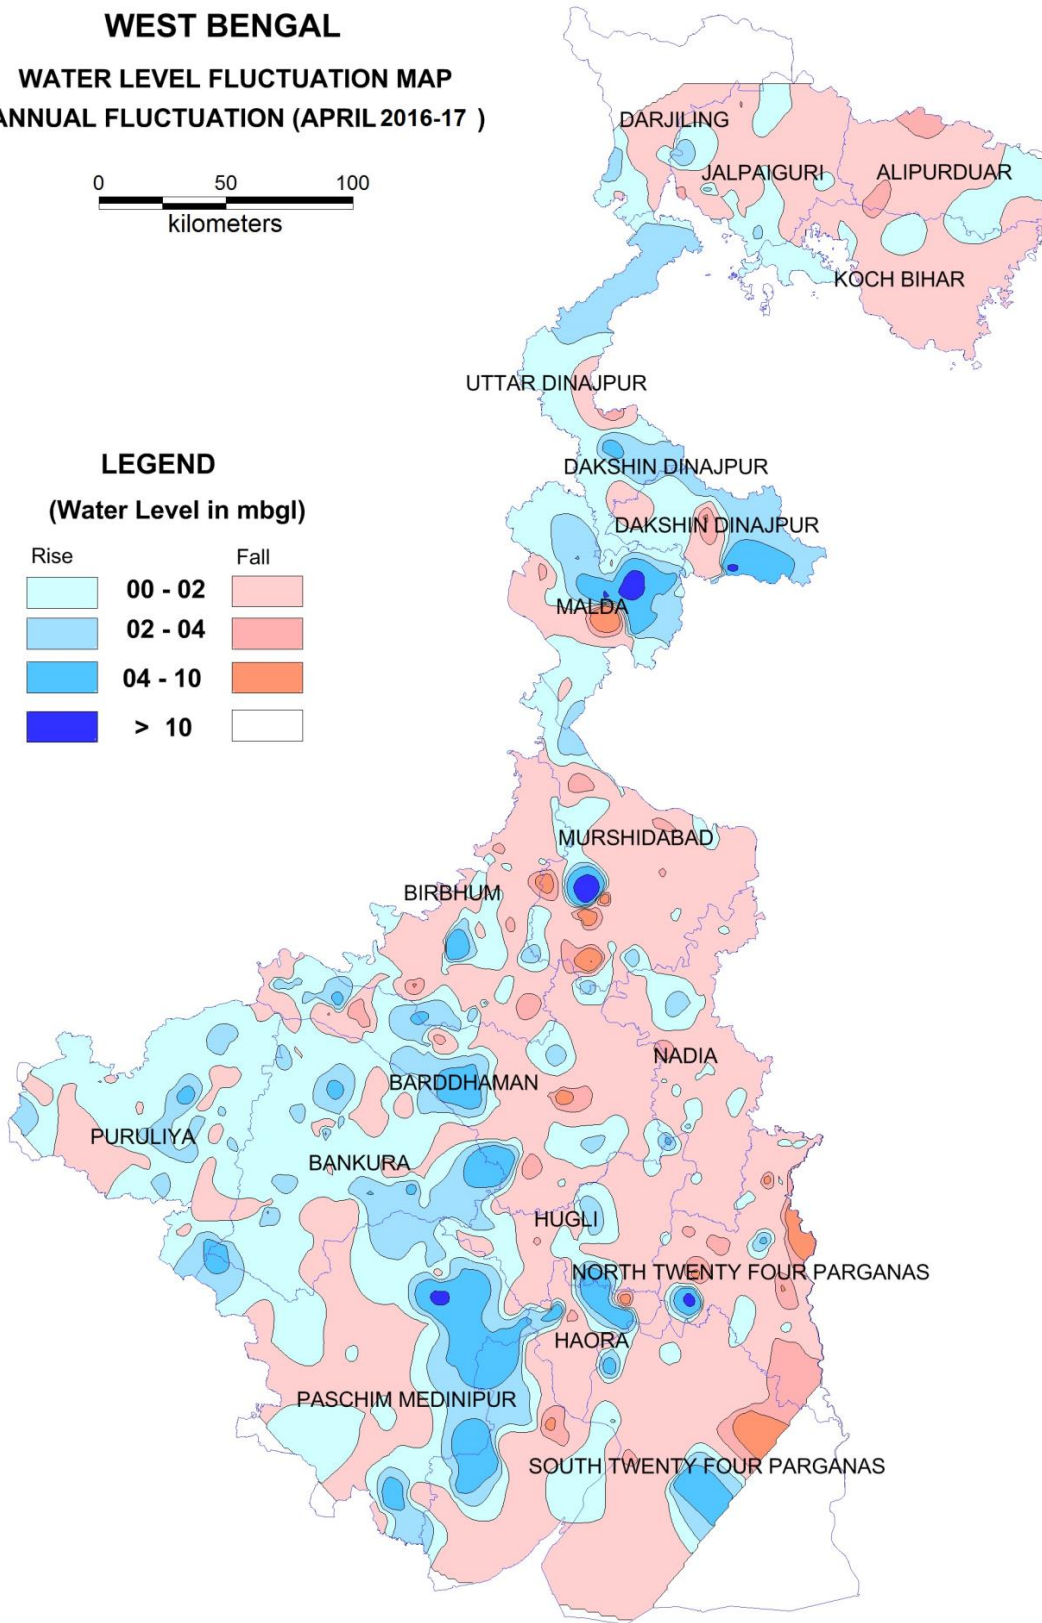 WEST BENGAL
WATER LEVEL FLUCTUATION MAP
ANNUAL FLUCTUATION (APRIL 2016-17 )
0 50 100
kilometers
DARJILING
JALPAIGURI
ALIPURDUAR
KOCH BIHAR
UTTAR DINAJPUR
DAKSHIN DINAJPUR
DAKSHIN DINAJPUR
MALDA
LEGEND
(Water Level in mbgl)
Rise Fall
00 - 02
02 - 04
04 - 10
> 10
MURSHIDABAD
BIRBHUM
NADIA
BARDDHAMAN
PURULIYA
BANKURA
HUGLI
NORTH TWENTY FOUR PARGANAS
HAORA
PASCHIM MEDINIPUR
SOUTH TWENTY FOUR PARGANAS